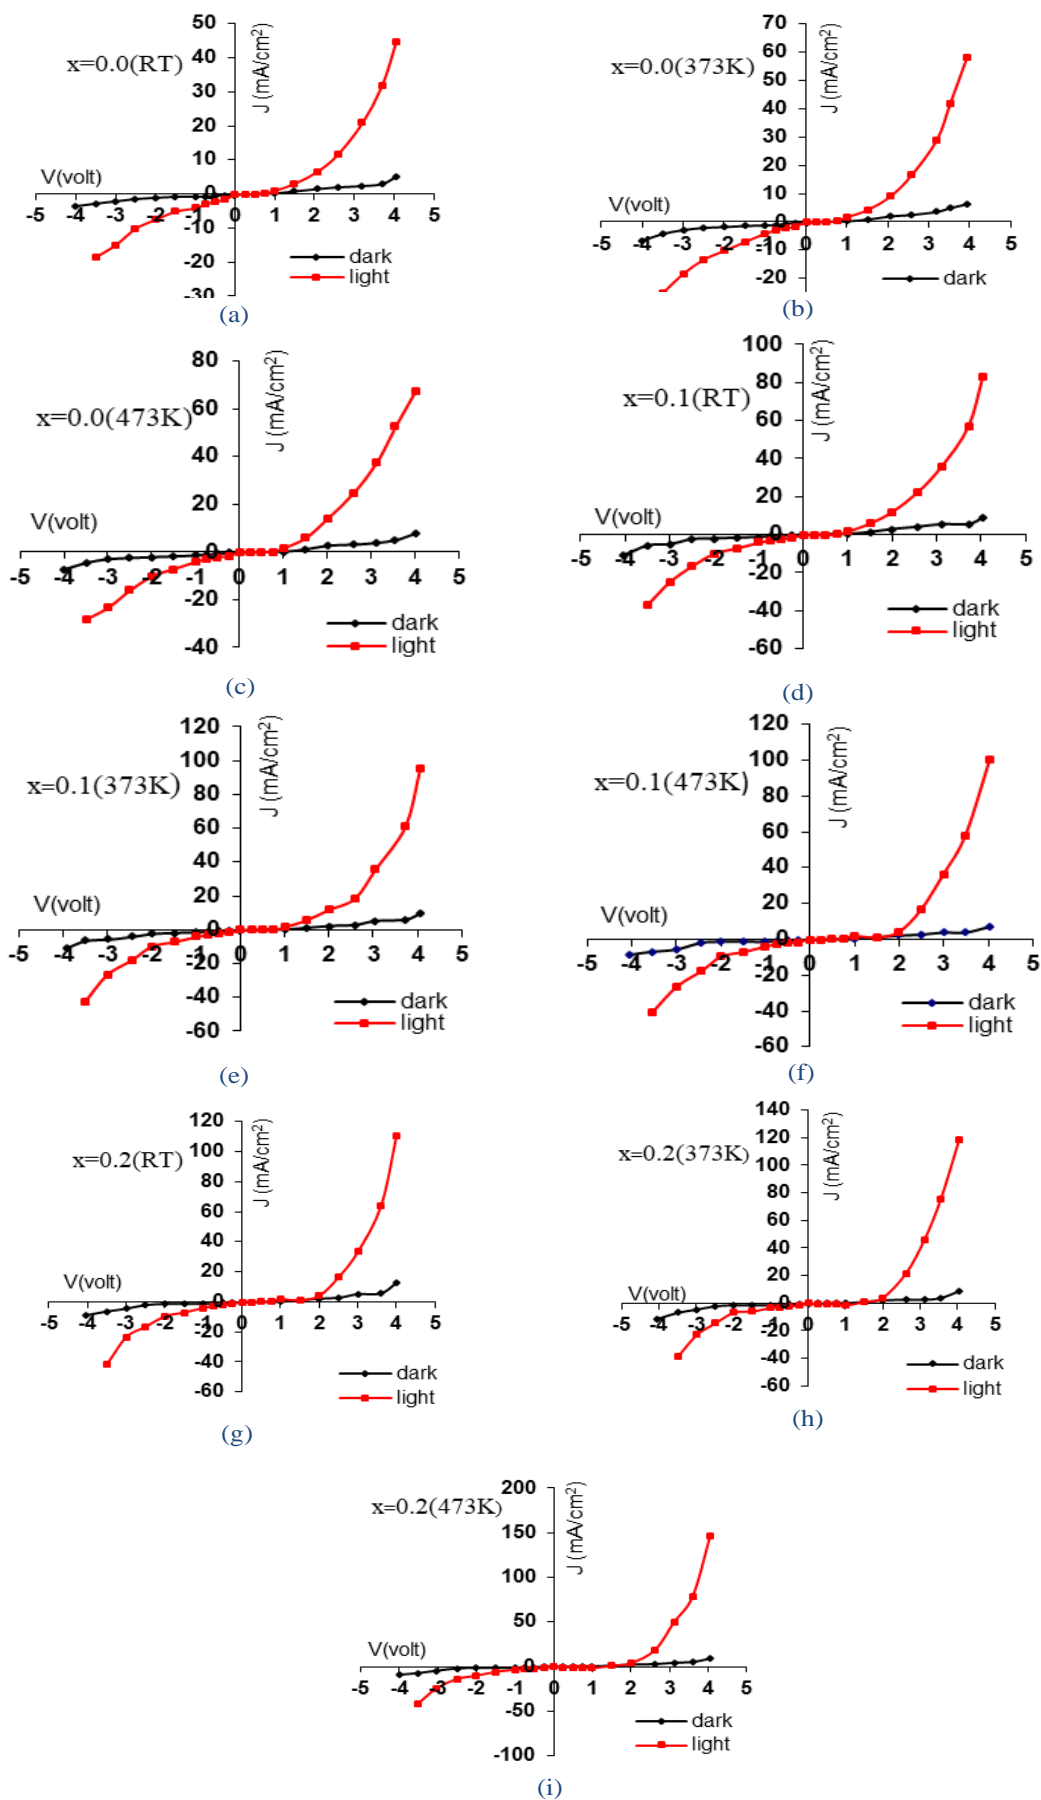 x=0.0(RT)
J (mA/cm²)
50
40
30
20
10
0
-10
-20
-30
V(volt)
-5 -4 -3 -2 -1 0 1 2 3 4 5
dark
light
(a)
x=0.0(373K)
J (mA/cm²)
70
60
50
40
30
20
10
0
-10
-20
V(volt)
-5 -4 -3 -2 -1 0 1 2 3 4 5
dark
(b)
x=0.0(473K)
J (mA/cm²)
80
60
40
20
0
-20
-40
V(volt)
-5 -4 -3 -2 -1 0 1 2 3 4 5
dark
light
(c)
x=0.1(RT)
J (mA/cm²)
100
80
60
40
20
0
-20
-40
-60
V(volt)
-5 -4 -3 -2 -1 0 1 2 3 4 5
dark
light
(d)
x=0.1(373K)
J (mA/cm²)
120
100
80
60
40
20
0
-20
-40
-60
V(volt)
-5 -4 -3 -2 -1 0 1 2 3 4 5
dark
light
(e)
x=0.1(473K)
J (mA/cm²)
120
100
80
60
40
20
0
-20
-40
-60
V(volt)
-5 -4 -3 -2 -1 0 1 2 3 4 5
dark
light
(f)
x=0.2(RT)
J (mA/cm²)
120
100
80
60
40
20
0
-20
-40
-60
V(volt)
-5 -4 -3 -2 -1 0 1 2 3 4 5
dark
light
(g)
x=0.2(373K)
J (mA/cm²)
140
120
100
80
60
40
20
0
-20
-40
-60
V(volt)
-5 -4 -3 -2 -1 0 1 2 3 4 5
dark
light
(h)
x=0.2(473K)
J (mA/cm²)
200
150
100
50
0
-50
-100
V(volt)
-5 -4 -3 -2 -1 0 1 2 3 4 5
dark
light
(i)